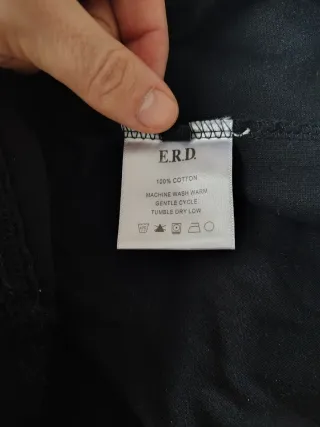 E.R.D.
100% COTTON
MACHINE WASH WARM
GENTLE CYCLE
TUMBLE DRY LOW